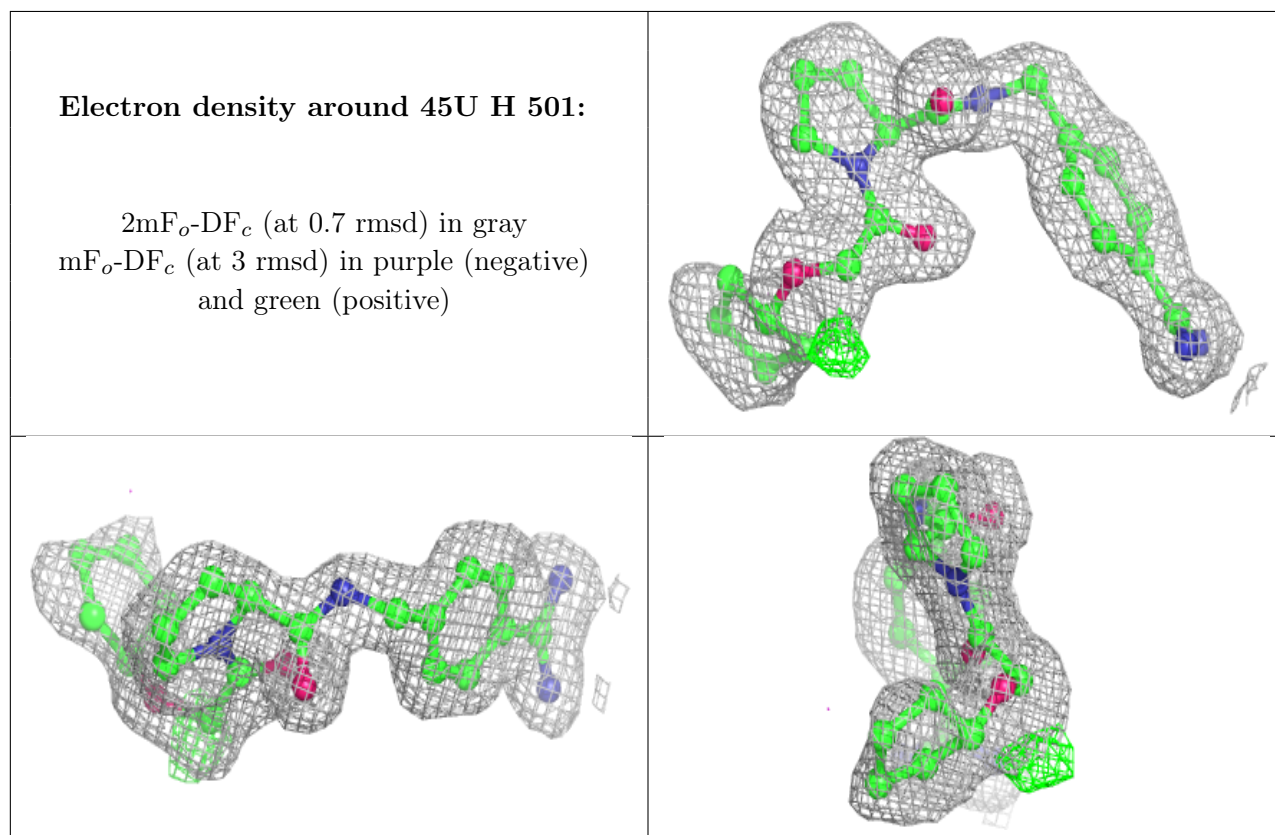 Electron density around 45U H 501:
2mFo-DFc (at 0.7 rmsd) in gray
mFo-DFc (at 3 rmsd) in purple (negative)
and green (positive)